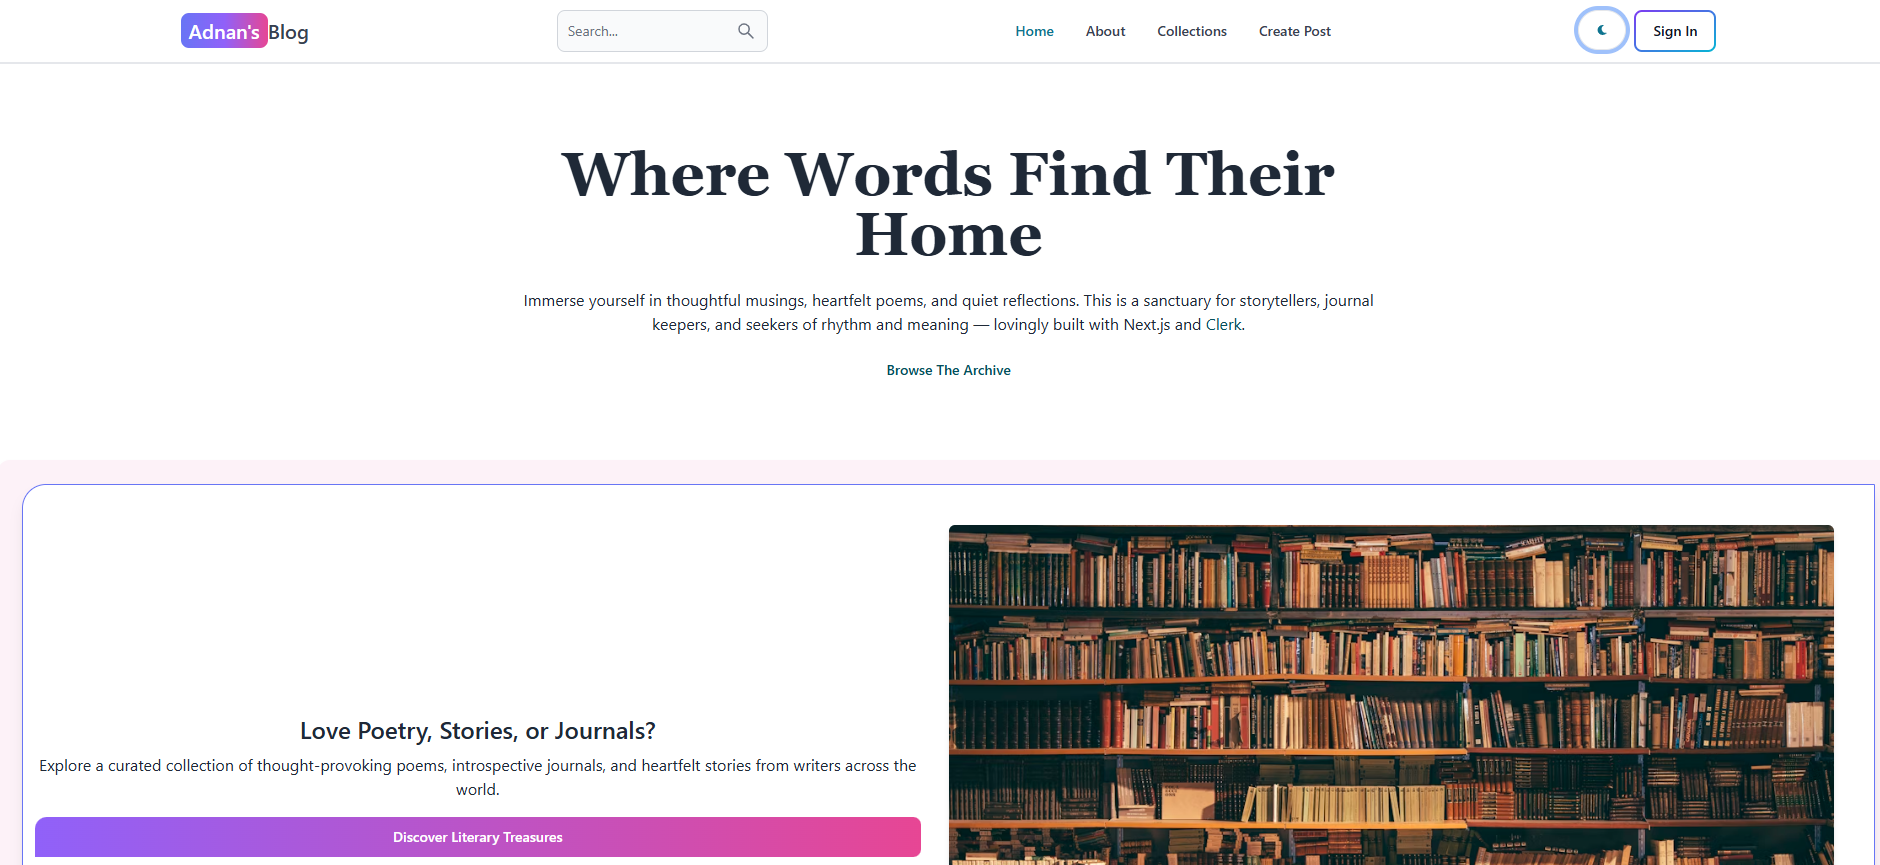 Adnan's Blog
Search...
Home
About
Collections
Create Post
Sign In
Where Words Find Their
Home
Immerse yourself in thoughtful musings, heartfelt poems, and quiet reflections. This is a sanctuary for storytellers, journal
keepers, and seekers of rhythm and meaning — lovingly built with Next.js and Clerk.
Browse The Archive
Love Poetry, Stories, or Journals?
Explore a curated collection of thought-provoking poems, introspective journals, and heartfelt stories from writers across the
world.
Discover Literary Treasures